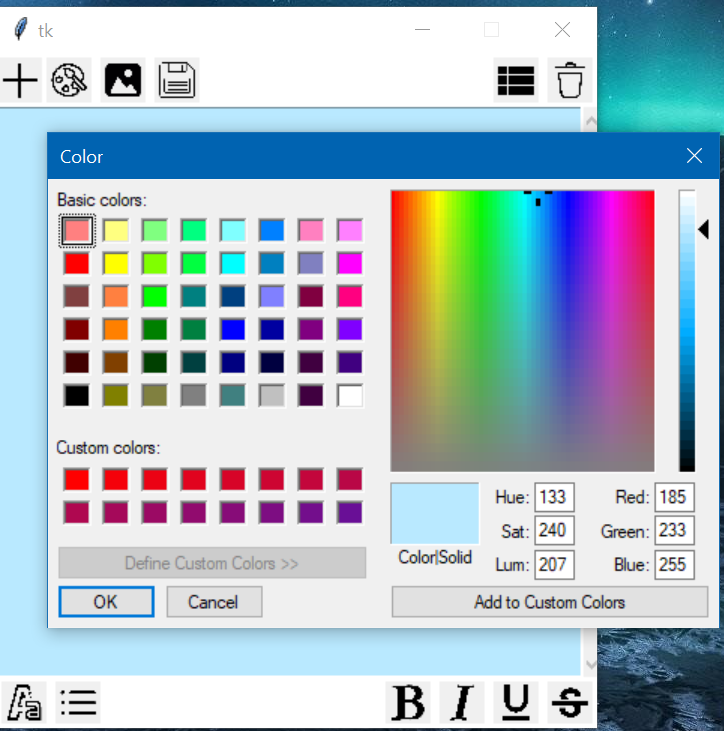 tk
Color
Basic colors:
Custom colors:
Define Custom Colors >>
OK Cancel
Color|Solid
Hue: 133 Red: 185
Sat: 240 Green: 233
Lum: 207 Blue: 255
Add to Custom Colors
Aa B I U S